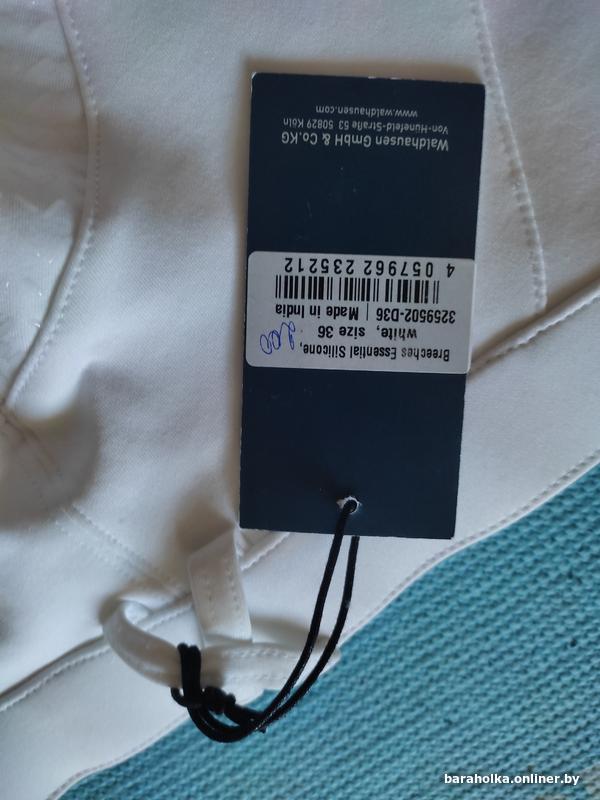 Breeches Essential Silicone,
white, size 36
3259502-D36 | Made in India
4 057962 235212
Waldhausen GmbH & Co.KG
Von-Hünefeld-Straße 53 50829 Köln
www.waldhausen.com
baraholka.onliner.by